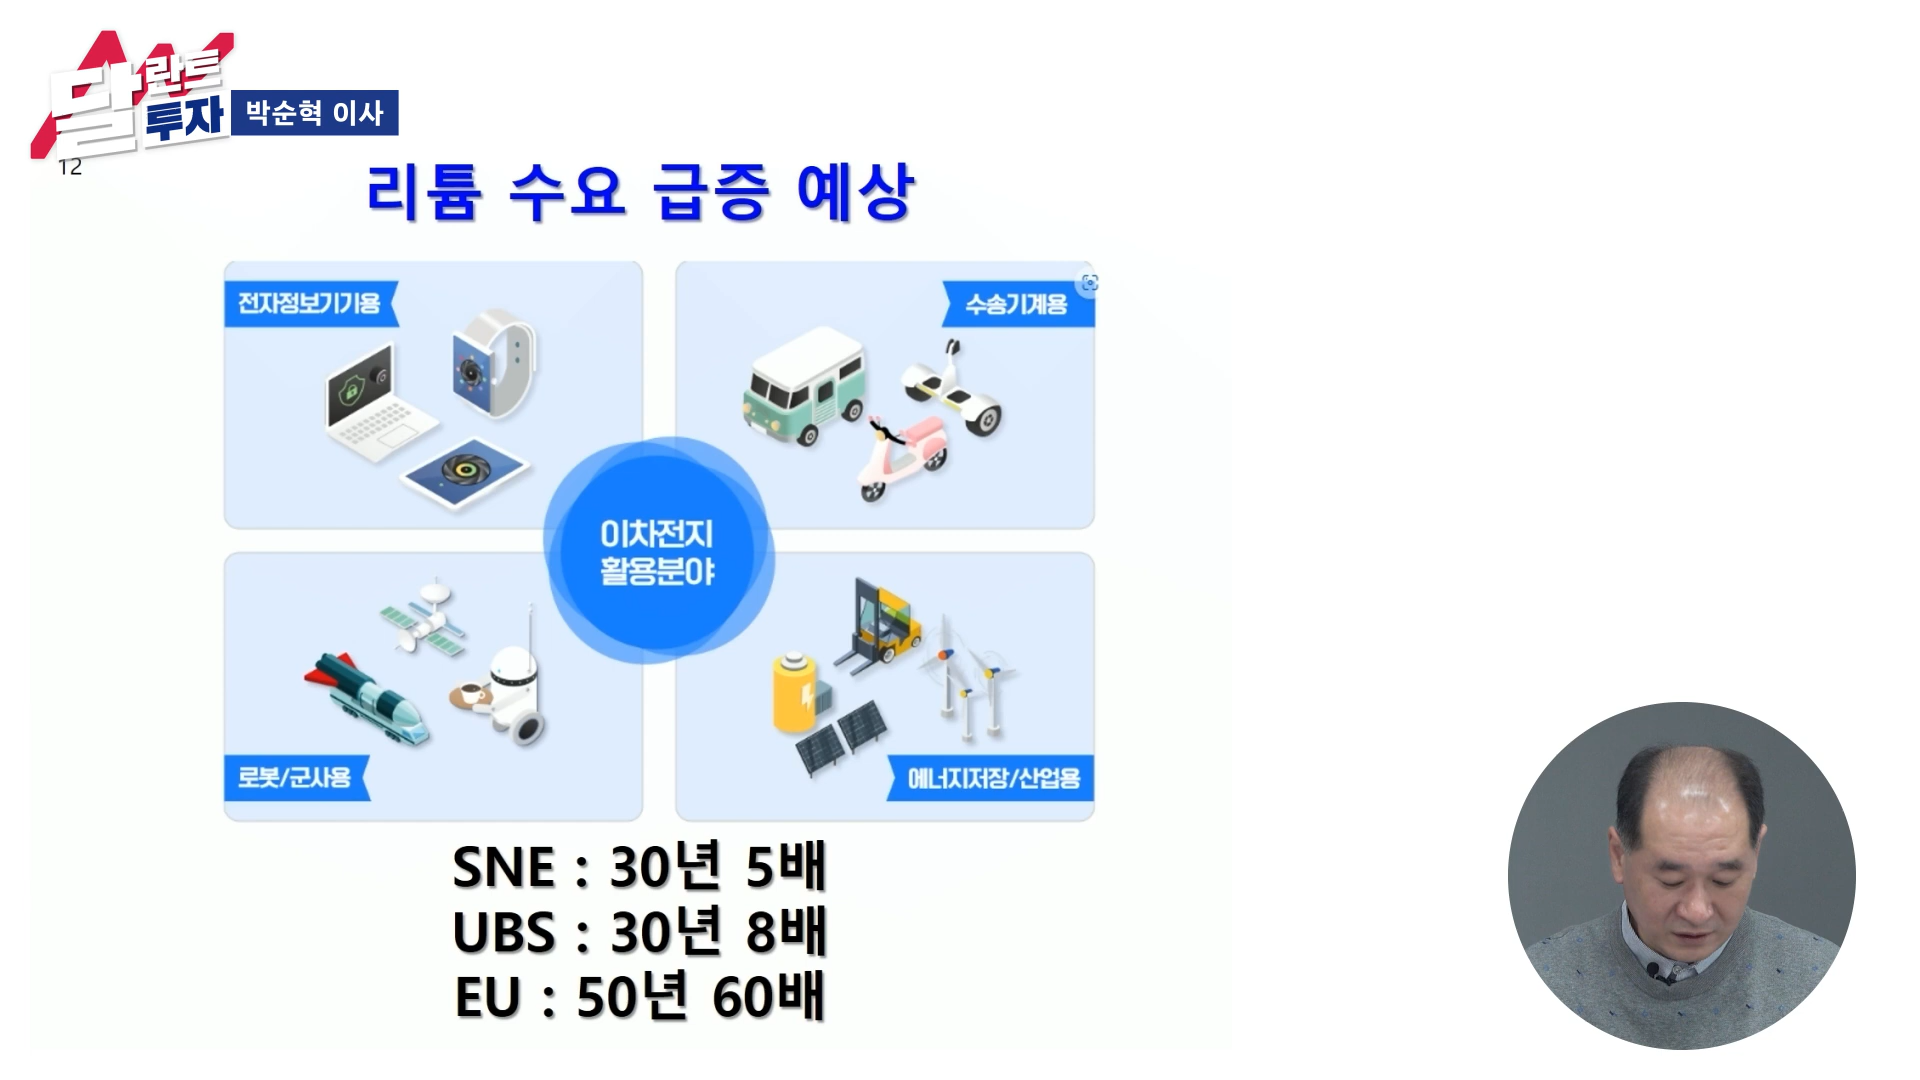 달란트
투자
박순혁 이사
12
리튬 수요 급증 예상
전자정보기기용
수송기계용
이차전지
활용분야
로봇/군사용
에너지저장/산업용
SNE : 30년 5배
UBS : 30년 8배
EU : 50년 60배